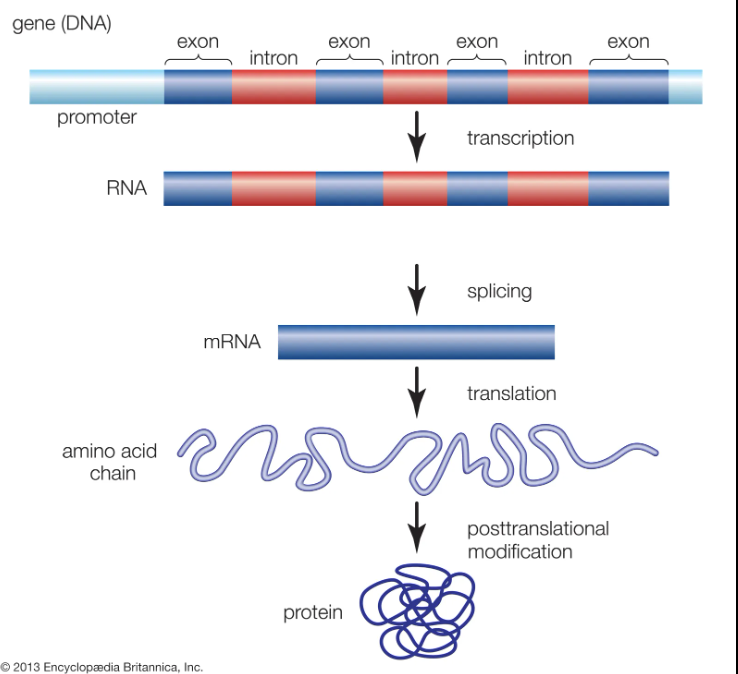 gene (DNA)
exon
intron
exon
intron
exon
intron
exon
promoter
transcription
RNA
splicing
mRNA
translation
amino acid
chain
posttranslational
modification
protein
© 2013 Encyclopædia Britannica, Inc.